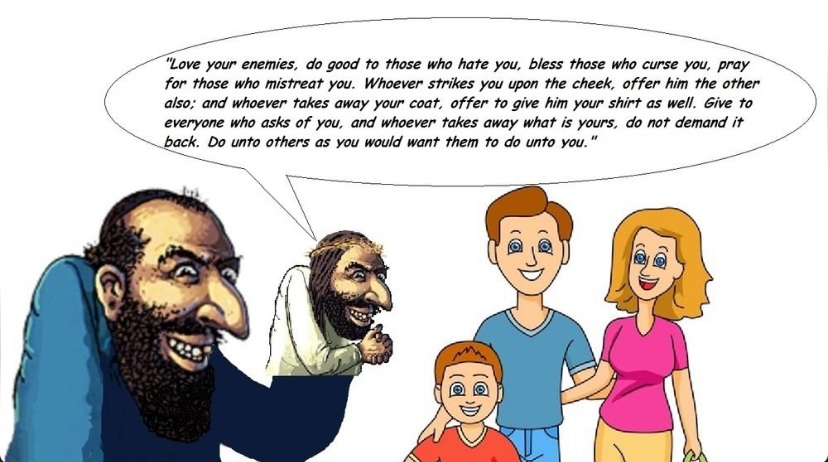 "Love your enemies, do good to those who hate you, bless those who curse you, pray
for those who mistreat you. Whoever strikes you upon the cheek, offer him the other
also; and whoever takes away your coat, offer to give him your shirt as well. Give to
everyone who asks of you, and whoever takes away what is yours, do not demand it
back. Do unto others as you would want them to do unto you."